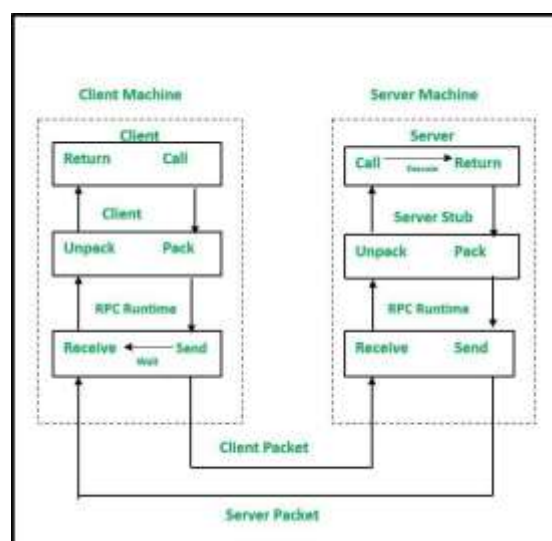 Client Machine
Server Machine
Client
Server
Return Call
Call Return
Execute
Client
Server Stub
Unpack Pack
Unpack Pack
RPC Runtime
RPC Runtime
Receive Send
Wait
Receive Send
Client Packet
Server Packet